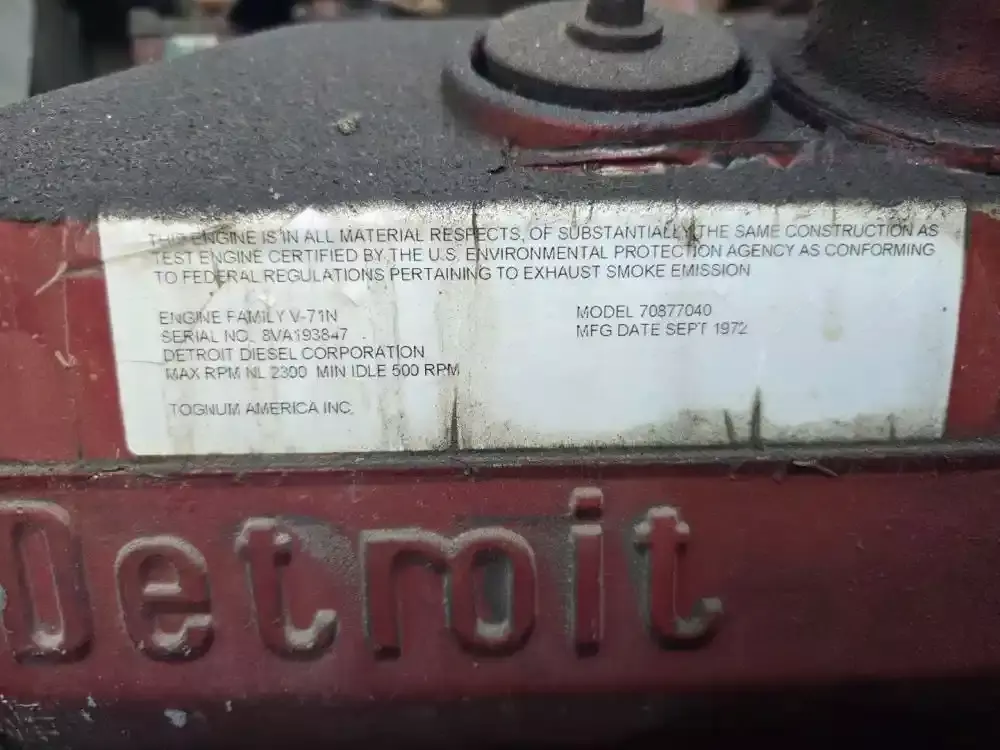 THIS ENGINE IS IN ALL MATERIAL RESPECTS, OF SUBSTANTIALLY THE SAME CONSTRUCTION AS
TEST ENGINE CERTIFIED BY THE U.S. ENVIRONMENTAL PROTECTION AGENCY AS CONFORMING
TO FEDERAL REGULATIONS PERTAINING TO EXHAUST SMOKE EMISSION
ENGINE FAMILY V-71N
SERIAL NO. 8VA193847
DETROIT DIESEL CORPORATION
MAX RPM NL 2300 MIN IDLE 500 RPM
TOGNUM AMERICA INC.
MODEL 70877040
MFG DATE SEPT 1972
Detroit